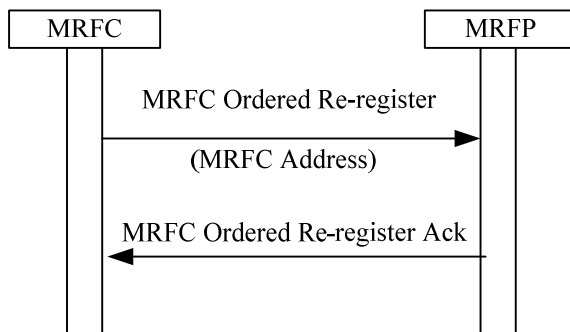 MRFC
MRFP
MRFC Ordered Re-register
(MRFC Address)
MRFC Ordered Re-register Ack